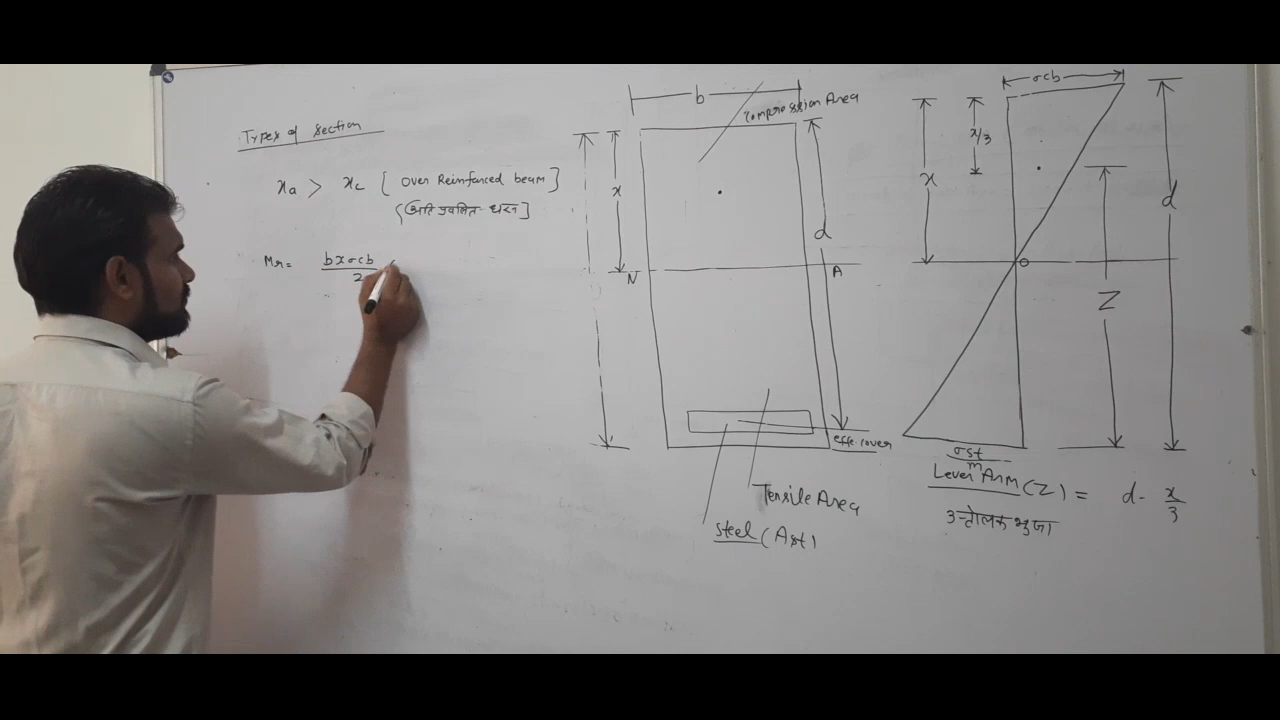 Types of section
xa > xc [ Over Reinforced beam ]
[ अति प्रबलित धरन ]
Mr = bxσcb
2
b
Compression Area
x
d
N
A
effe. cover
Tensile Area
Steel (Ast)
σcb
x/3
x
d
o
Z
σst
m
Lever Arm (Z) = d - x
3
उत्तोलक भुजा